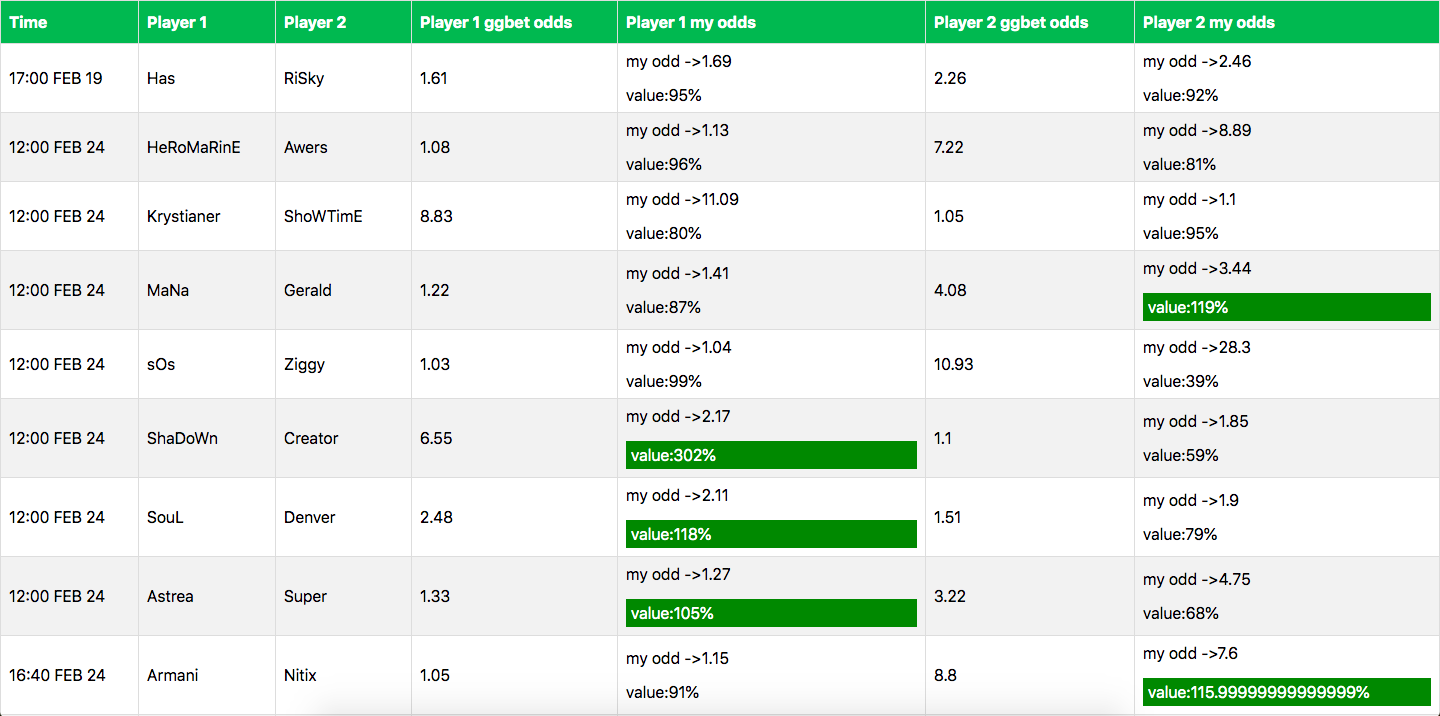 Time Player 1 Player 2 Player 1 ggbet odds Player 1 my odds Player 2 ggbet odds Player 2 my odds
17:00 FEB 19 Has RiSky 1.61 my odd ->1.69 2.26 my odd ->2.46
value:95% value:92%
12:00 FEB 24 HeRoMaRinE Awers 1.08 my odd ->1.13 7.22 my odd ->8.89
value:96% value:81%
12:00 FEB 24 Krystianer ShoWTimE 8.83 my odd ->11.09 1.05 my odd ->1.1
value:80% value:95%
12:00 FEB 24 MaNa Gerald 1.22 my odd ->1.41 4.08 my odd ->3.44
value:87% value:119%
12:00 FEB 24 sOs Ziggy 1.03 my odd ->1.04 10.93 my odd ->28.3
value:99% value:39%
12:00 FEB 24 ShaDoWn Creator 6.55 my odd ->2.17 1.1 my odd ->1.85
value:302% value:59%
12:00 FEB 24 SouL Denver 2.48 my odd ->2.11 1.51 my odd ->1.9
value:118% value:79%
12:00 FEB 24 Astrea Super 1.33 my odd ->1.27 3.22 my odd ->4.75
value:105% value:68%
16:40 FEB 24 Armani Nitix 1.05 my odd ->1.15 8.8 my odd ->7.6
value:91% value:115.99999999999999%